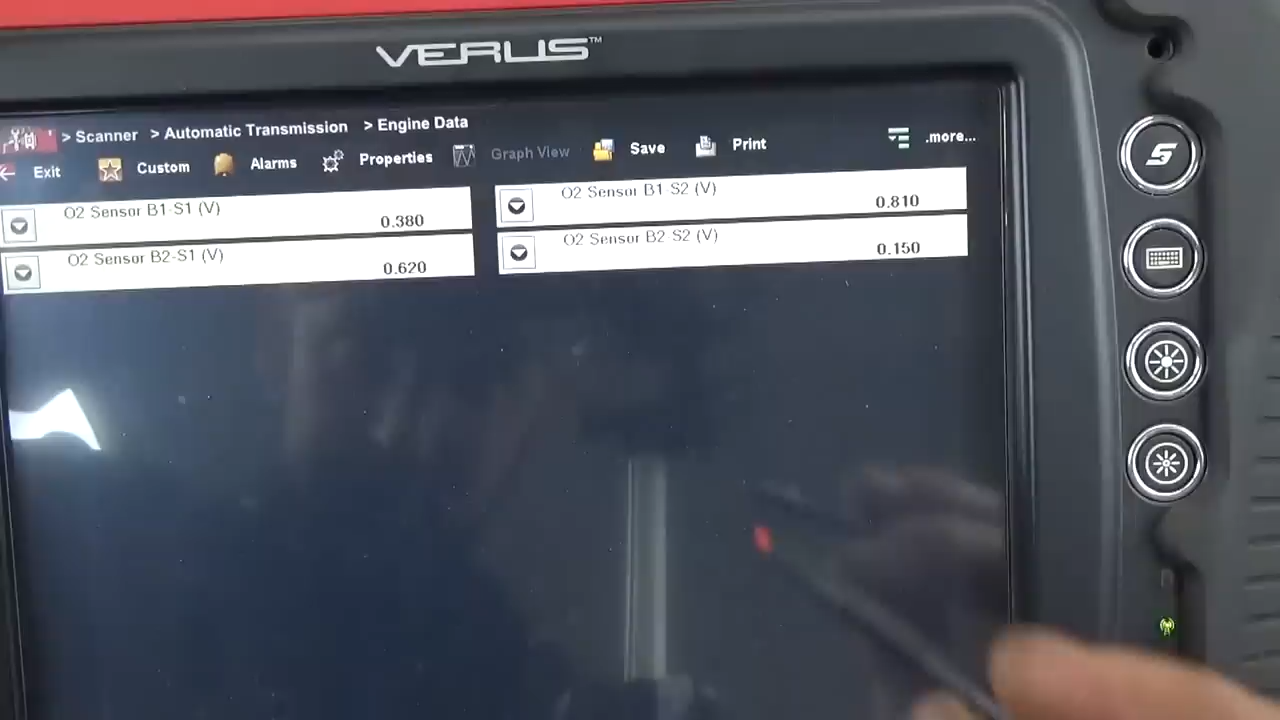 VERUS™
> Scanner > Automatic Transmission > Engine Data
Exit Custom Alarms Properties Graph View Save Print .more...
O2 Sensor B1-S1 (V) 0.380
O2 Sensor B1-S2 (V) 0.810
O2 Sensor B2-S1 (V) 0.620
O2 Sensor B2-S2 (V) 0.150